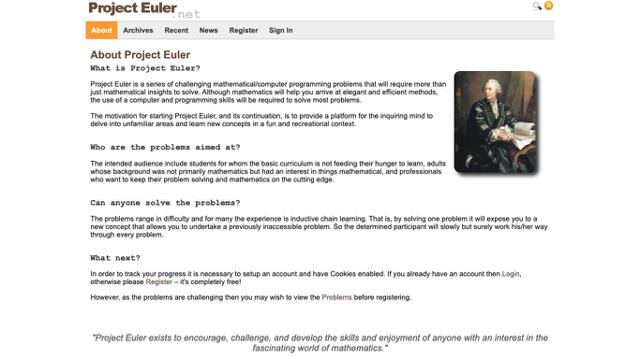 Project Euler
.net
About Archives Recent News Register Sign In
About Project Euler
What is Project Euler?
Project Euler is a series of challenging mathematical/computer programming problems that will require more than
just mathematical insights to solve. Although mathematics will help you arrive at elegant and efficient methods,
the use of a computer and programming skills will be required to solve most problems.
The motivation for starting Project Euler, and its continuation, is to provide a platform for the inquiring mind to
delve into unfamiliar areas and learn new concepts in a fun and recreational context.
Who are the problems aimed at?
The intended audience include students for whom the basic curriculum is not feeding their hunger to learn, adults
whose background was not primarily mathematics but had an interest in things mathematical, and professionals
who want to keep their problem solving and mathematics on the cutting edge.
Can anyone solve the problems?
The problems range in difficulty and for many the experience is inductive chain learning. That is, by solving one problem it will expose you to a
new concept that allows you to undertake a previously inaccessible problem. So the determined participant will slowly but surely work his/her way
through every problem.
What next?
In order to track your progress it is necessary to setup an account and have Cookies enabled. If you already have an account then Login,
otherwise please Register – it's completely free!
However, as the problems are challenging then you may wish to view the Problems before registering.
"Project Euler exists to encourage, challenge, and develop the skills and enjoyment of anyone with an interest in the
fascinating world of mathematics."